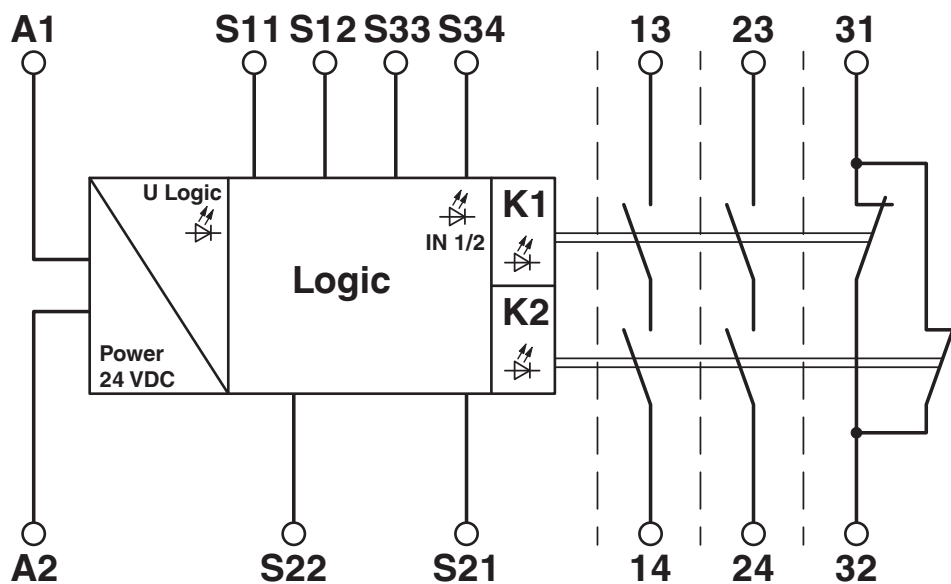 A1 S11 S12 S33 S34 13 23 31
U Logic
K1
IN 1/2
Logic
K2
Power
24 VDC
A2 S22 S21 14 24 32